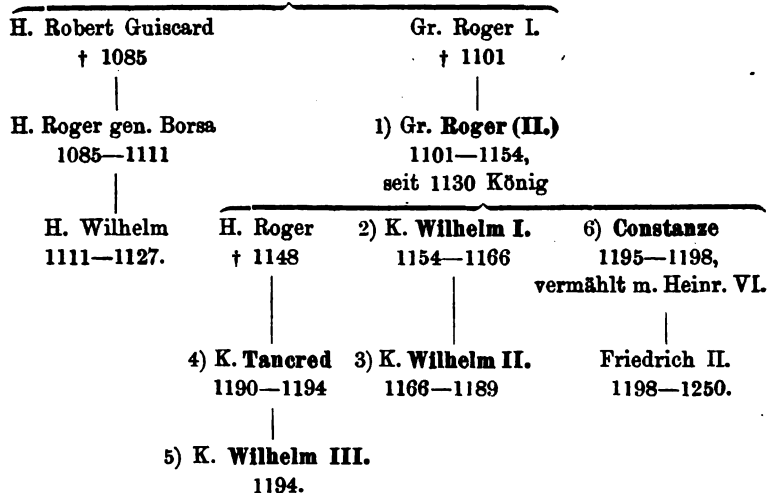 H. Robert Guiscard Gr. Roger I.
† 1085 † 1101
H. Roger gen. Borsa 1) Gr. Roger (II.)
1085—1111 1101—1154,
seit 1130 König
H. Wilhelm H. Roger 2) K. Wilhelm I. 6) Constanze
1111—1127. † 1148 1154—1166 1195—1198,
vermählt m. Heinr. VI.
4) K. Tancred 3) K. Wilhelm II. Friedrich II.
1190—1194 1166—1189 1198—1250.
5) K. Wilhelm III.
1194.